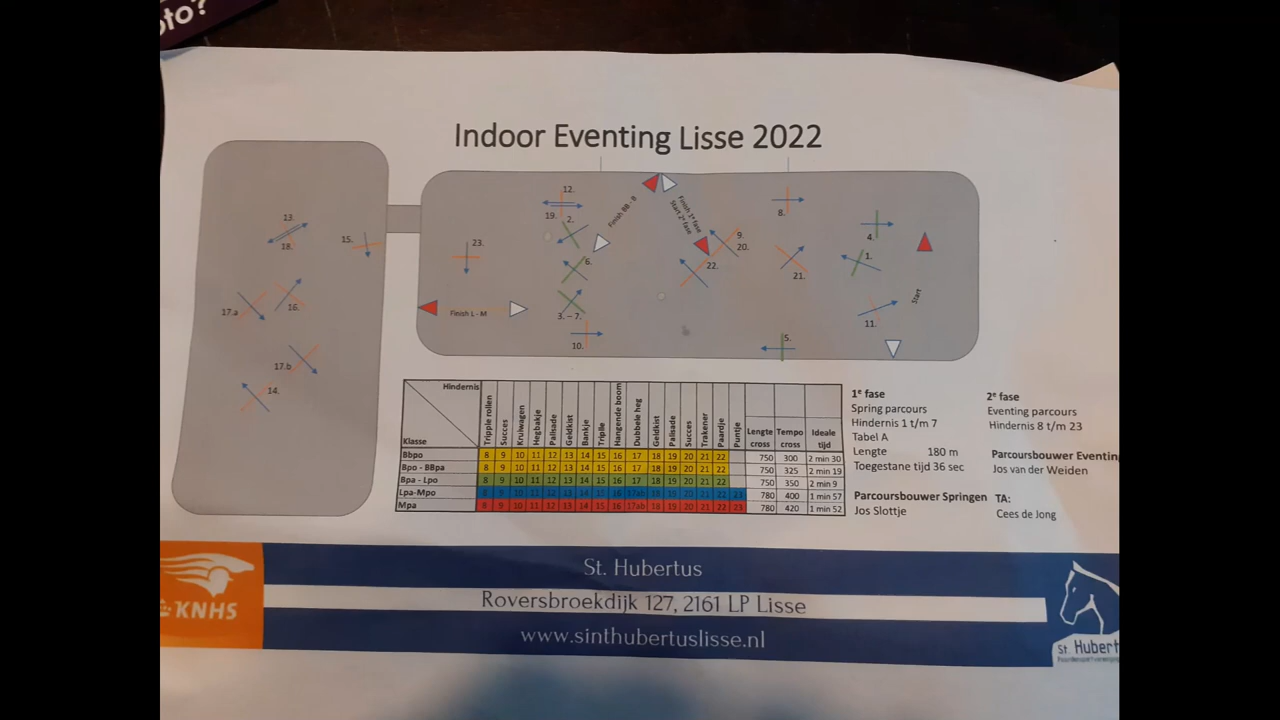 oto?
Indoor Eventing Lisse 2022
12.
19.
2.
6.
3. – 7.
10.
23.
13.
18.
15.
17.a
16.
17.b
14.
Finish BB - B
Finish 1e fase
Start 2e fase
9.
20.
22.
8.
21.
4.
1.
11.
5.
Start
Finish L - M
Hindernis
Klasse
Tripple rollen
Succes
Kruiwagen
Hegbakje
Palisade
Geldkist
Bankje
Triplle
Hangende boom
Dubbele heg
Geldkist
Palisade
Succes
Trakener
Paardje
Puntje
Lengte cross
Tempo cross
Ideale tijd
Bbpo 8 9 10 11 12 13 14 15 16 17 18 19 20 21 22 750 300 2 min 30
Bpo - BBpa 8 9 10 11 12 13 14 15 16 17 18 19 20 21 22 750 325 2 min 19
Bpa - Lpo 8 9 10 11 12 13 14 15 16 17 18 19 20 21 22 750 350 2 min 9
Lpa-Mpo 8 9 10 11 12 13 14 15 16 17ab 18 19 20 21 22 23 780 400 1 min 57
Mpa 8 9 10 11 12 13 14 15 16 17ab 18 19 20 21 22 23 780 420 1 min 52
1e fase
Spring parcours
Hindernis 1 t/m 7
Tabel A
Lengte 180 m
Toegestane tijd 36 sec
Parcoursbouwer Springen
Jos Slottje
2e fase
Eventing parcours
Hindernis 8 t/m 23
Parcoursbouwer Eventin
Jos van der Weiden
TA:
Cees de Jong
KNHS
St. Hubertus
Roversbroekdijk 127, 2161 LP Lisse
www.sinthubertuslisse.nl
St. Hubert